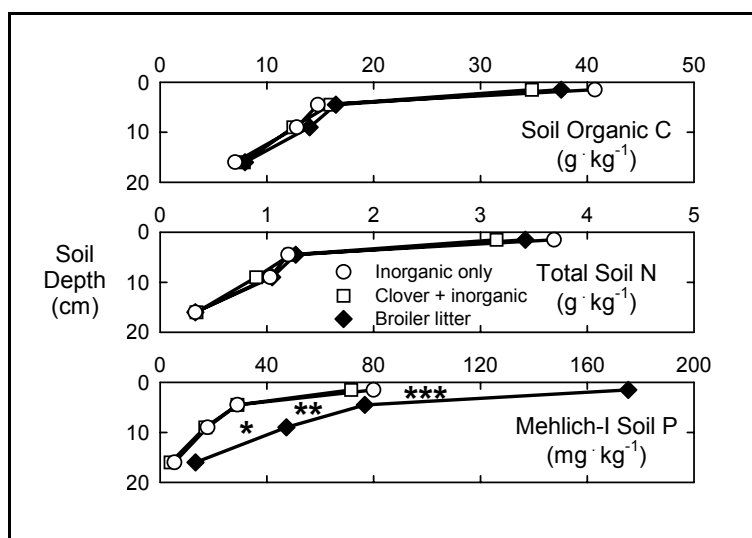 0 10 20 30 40 50
0
10
20
Soil Organic C
(g · kg⁻¹)
0 1 2 3 4 5
0
10
20
Soil
Depth
(cm)
Inorganic only
Clover + inorganic
Broiler litter
Total Soil N
(g · kg⁻¹)
0 40 80 120 160 200
0
10
20
***
**
*
Mehlich-I Soil P
(mg · kg⁻¹)